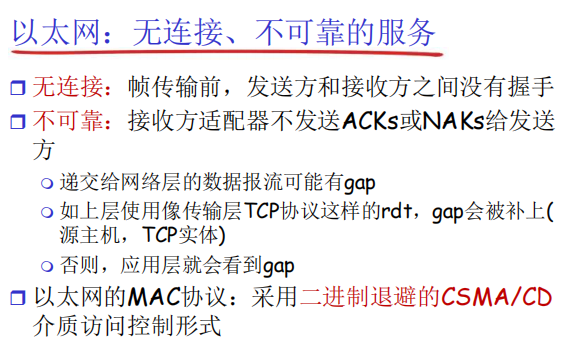 以太网：无连接、不可靠的服务
无连接：帧传输前，发送方和接收方之间没有握手
不可靠：接收方适配器不发送ACKs或NAKs给发送
方
递交给网络层的数据报流可能有gap
如上层使用像传输层TCP协议这样的rdt，gap会被补上(
源主机，TCP实体)
否则，应用层就会看到gap
以太网的MAC协议：采用二进制退避的CSMA/CD
介质访问控制形式